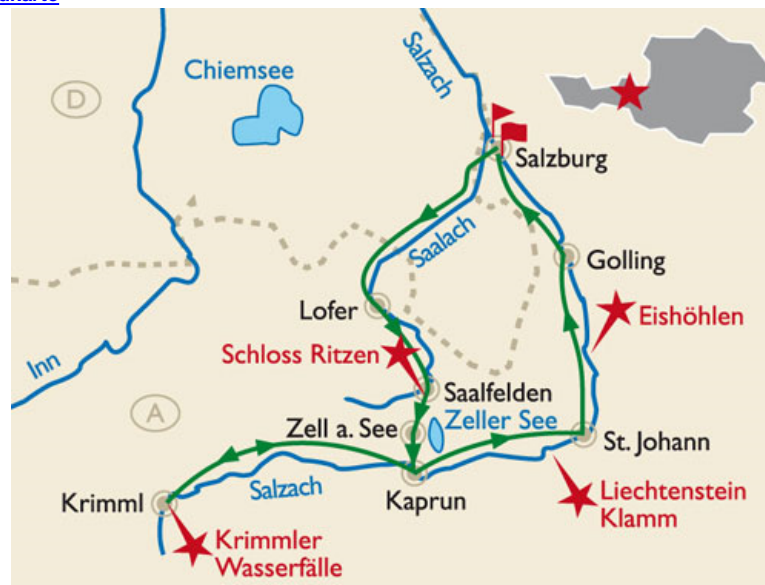 Salzach
Chiemsee
D
Salzburg
Saalach
Golling
Lofer
Eishöhlen
Schloss Ritzen
Inn
Saalfelden
A
Zell a. See
Zeller See
St. Johann
Krimml
Salzach
Kaprun
Liechtenstein
Klamm
Krimmler
Wasserfälle